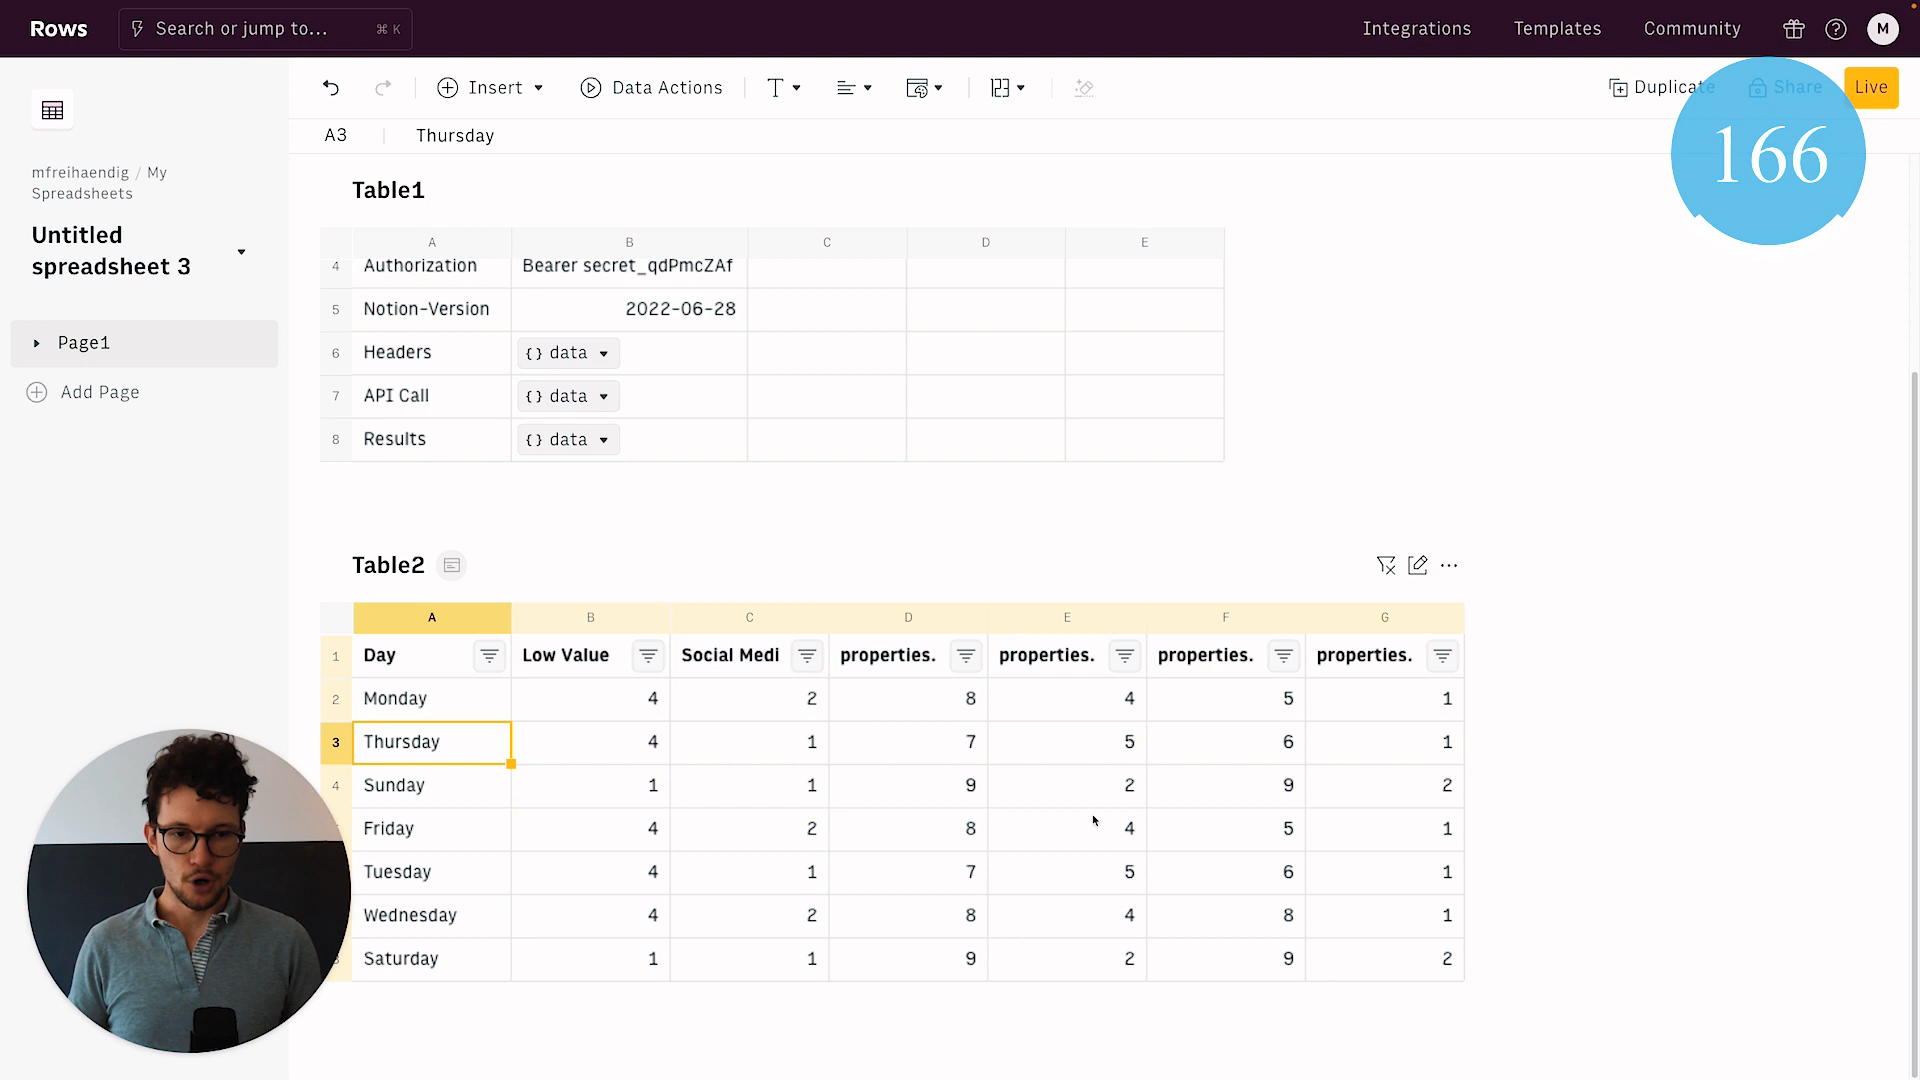 Rows
Search or jump to...
⌘ K
Integrations
Templates
Community
M
Insert
Data Actions
Duplicate
Share
Live
166
A3
Thursday
mfreihaendig / My
Spreadsheets
Untitled
spreadsheet 3
Page1
Add Page
Table1
A B C D E
4 Authorization Bearer secret_qdPmcZAf
5 Notion-Version 2022-06-28
6 Headers {} data
7 API Call {} data
8 Results {} data
Table2
A B C D E F G
1 Day Low Value Social Medi properties. properties. properties. properties.
2 Monday 4 2 8 4 5 1
3 Thursday 4 1 7 5 6 1
4 Sunday 1 1 9 2 9 2
Friday 4 2 8 4 5 1
Tuesday 4 1 7 5 6 1
Wednesday 4 2 8 4 8 1
Saturday 1 1 9 2 9 2